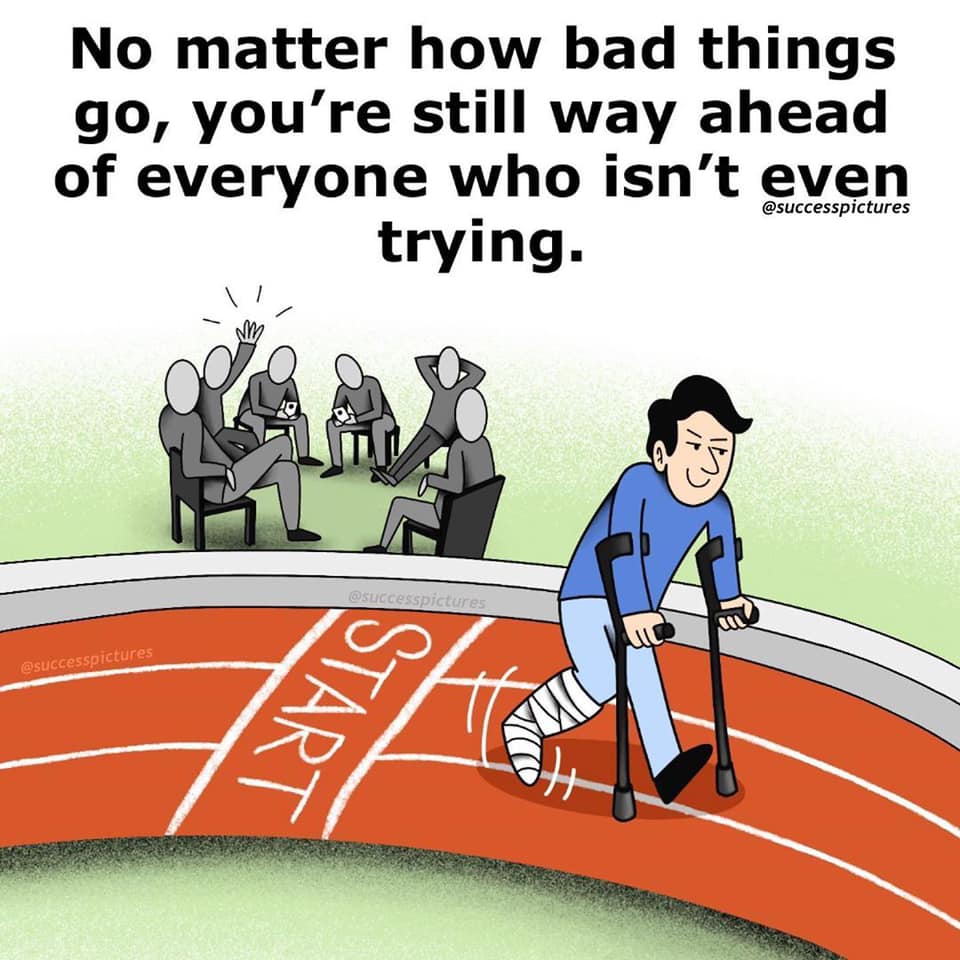 No matter how bad things
go, you’re still way ahead
of everyone who isn’t even
@successpictures
trying.
@successpictures
@successpictures
START